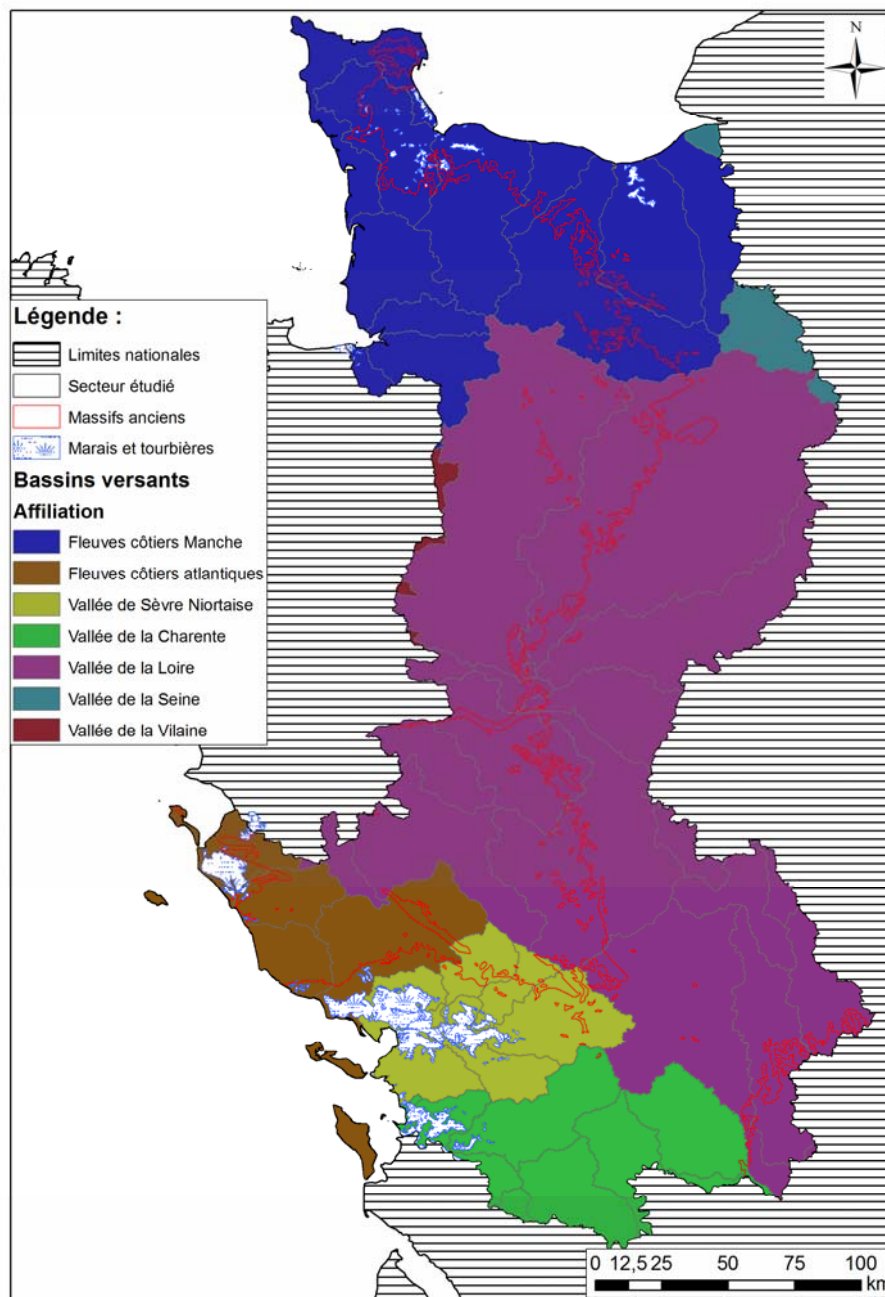 N
Légende :
Limites nationales
Secteur étudié
Massifs anciens
Marais et tourbières
Bassins versants
Affiliation
Fleuves côtiers Manche
Fleuves côtiers atlantiques
Vallée de Sèvre Niortaise
Vallée de la Charente
Vallée de la Loire
Vallée de la Seine
Vallée de la Vilaine
0 12,5 25 50 75 100
km